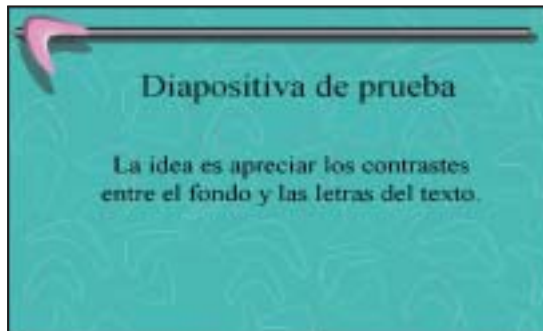 Diapositiva de prueba
La idea es apreciar los contrastes
entre el fondo y las letras del texto.